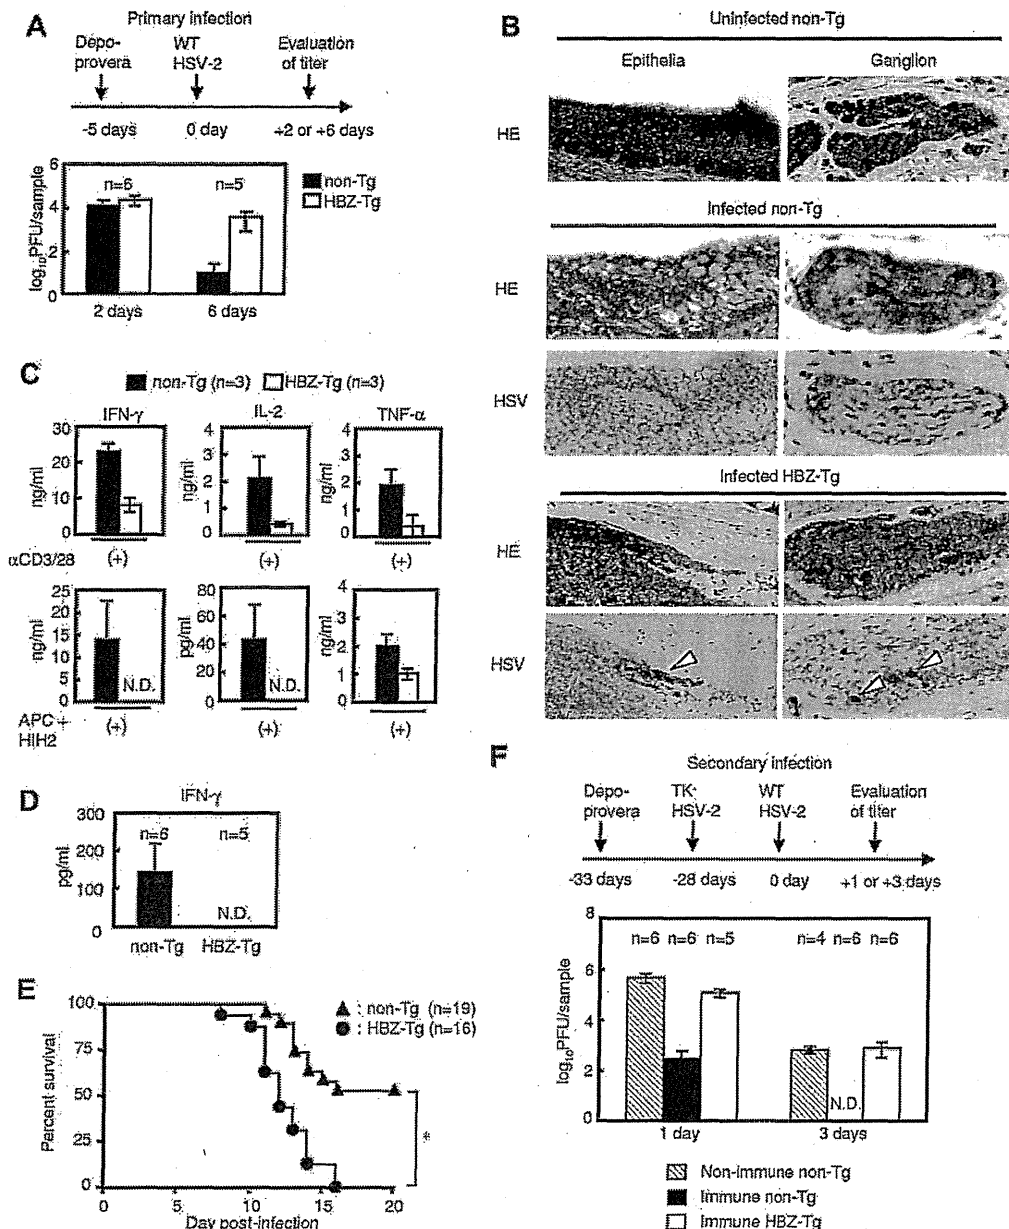 A
Primary infection
Depo-
provera
WT
HSV-2
Evaluation
of titer
-5 days
0 day
+2 or +6 days
log10PFU/sample
6
4
2
0
n=6
n=5
non-Tg
HBZ-Tg
2 days
6 days
B
Uninfected non-Tg
Epithelia
Ganglion
HE
Infected non-Tg
HE
HSV
Infected HBZ-Tg
HE
HSV
C
non-Tg (n=3)
HBZ-Tg (n=3)
IFN-γ
IL-2
TNF-α
ng/ml
30
20
10
0
ng/ml
4
3
2
1
0
ng/ml
4
3
2
1
0
αCD3/28
(+)
(+)
(+)
ng/ml
25
20
15
10
5
0
N.D.
pg/ml
80
60
40
20
0
N.D.
ng/ml
4
3
2
1
0
APC+
HIH2
(+)
(+)
(+)
D
IFN-γ
pg/ml
300
200
100
0
n=6
n=5
N.D.
non-Tg
HBZ-Tg
E
Percent survival
100
75
50
25
0
: non-Tg (n=19)
: HBZ-Tg (n=16)
*
0
5
10
15
20
Day post-infection
F
Secondary infection
Depo-
provera
TK-
HSV-2
WT
HSV-2
Evaluation
of titer
-33 days
-28 days
0 day
+1 or +3 days
log10PFU/sample
8
6
4
2
0
n=6
n=6
n=5
n=4
n=6
n=6
N.D.
1 day
3 days
Non-immune non-Tg
Immune non-Tg
Immune HBZ-Tg